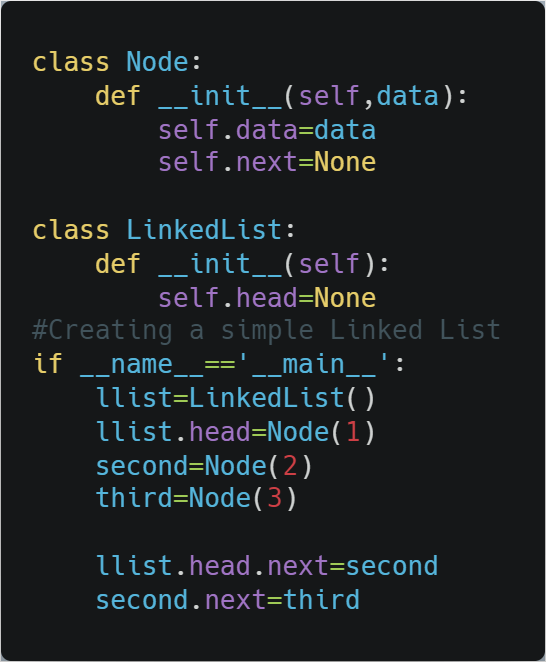 class Node:
    def __init__(self,data):
        self.data=data
        self.next=None

class LinkedList:
    def __init__(self):
        self.head=None
#Creating a simple Linked List
if __name__=='__main__':
    llist=LinkedList()
    llist.head=Node(1)
    second=Node(2)
    third=Node(3)

    llist.head.next=second
    second.next=third